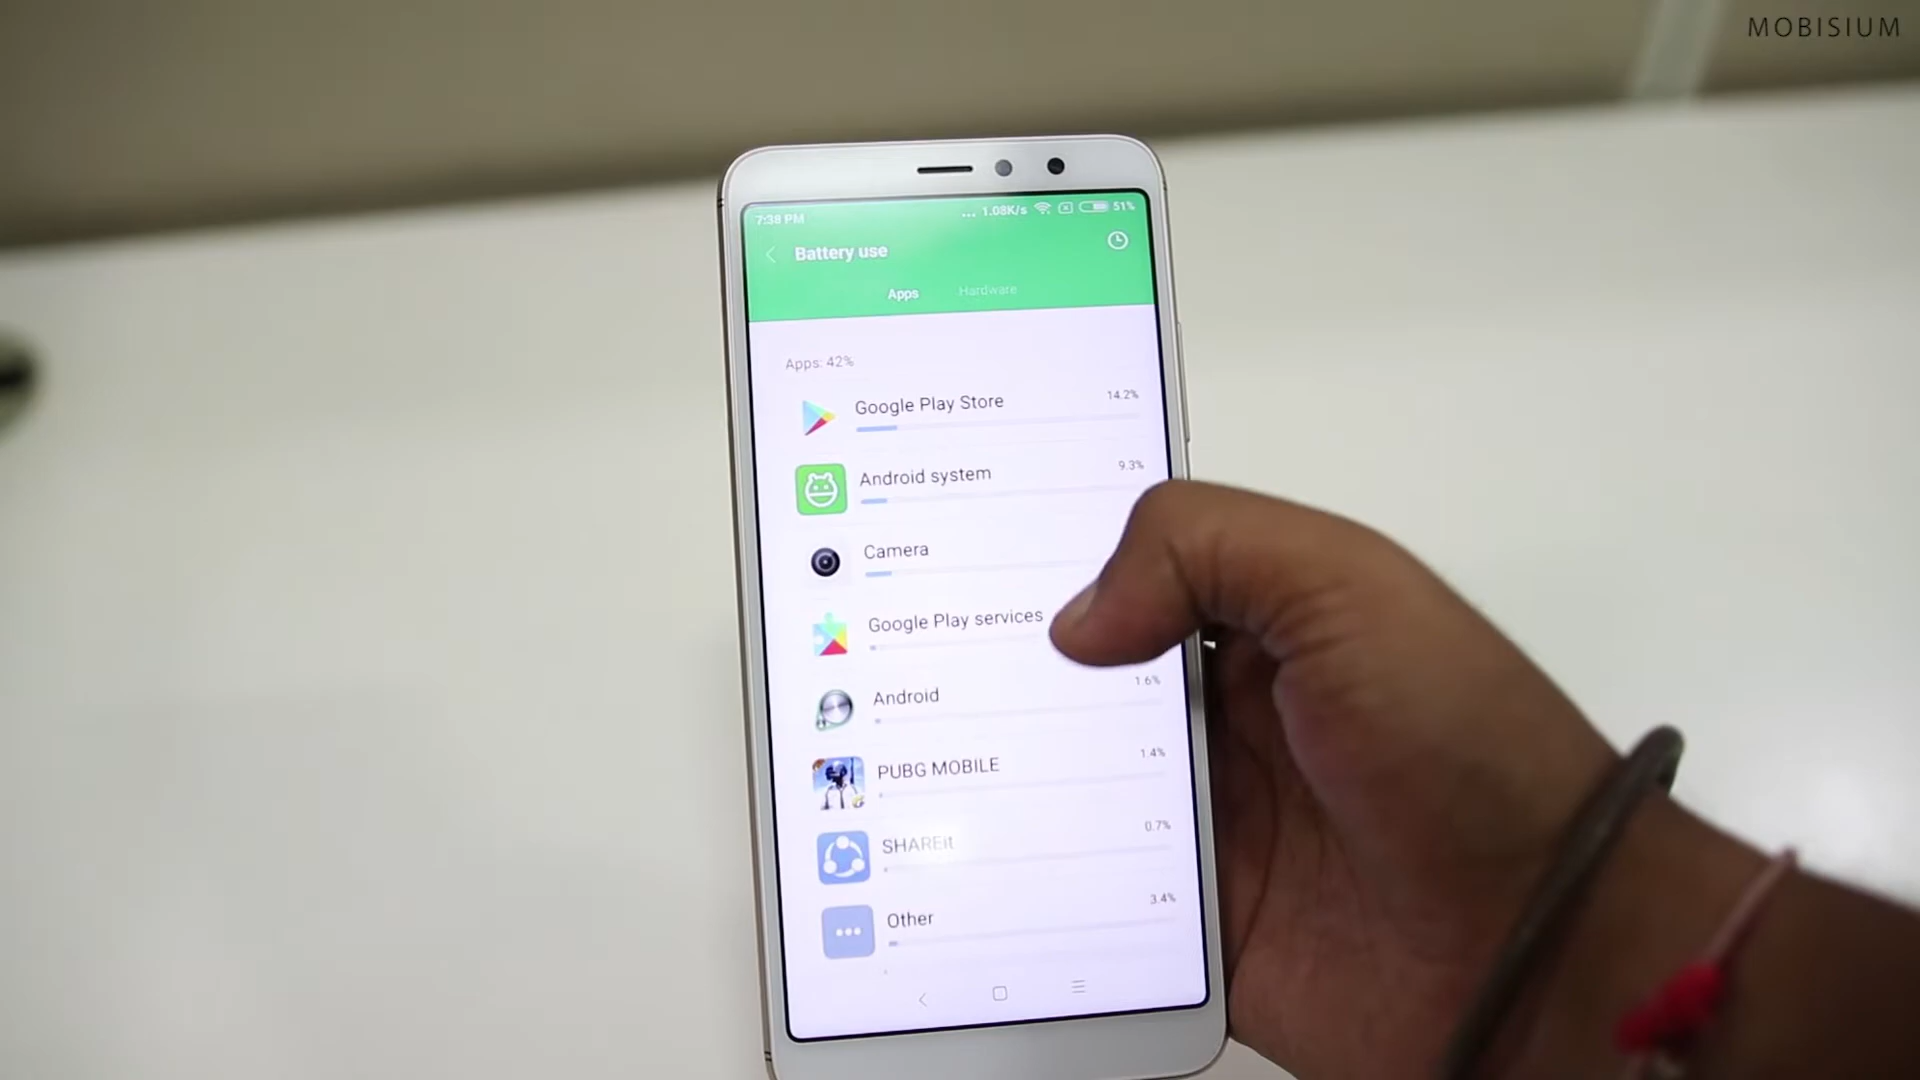 MOBISIUM
7:38 PM ... 1.08K/s 51%
Battery use
Apps Hardware
Apps: 42%
Google Play Store 14.2%
Android system 9.3%
Camera
Google Play services
Android 1.6%
PUBG MOBILE 1.4%
SHAREit 0.7%
Other 3.4%